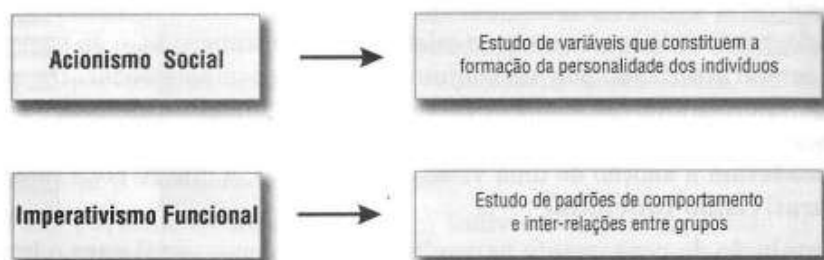 Acionismo Social
Estudo de variáveis que constituem a
formação da personalidade dos indivíduos
Imperativismo Funcional
Estudo de padrões de comportamento
e inter-relações entre grupos